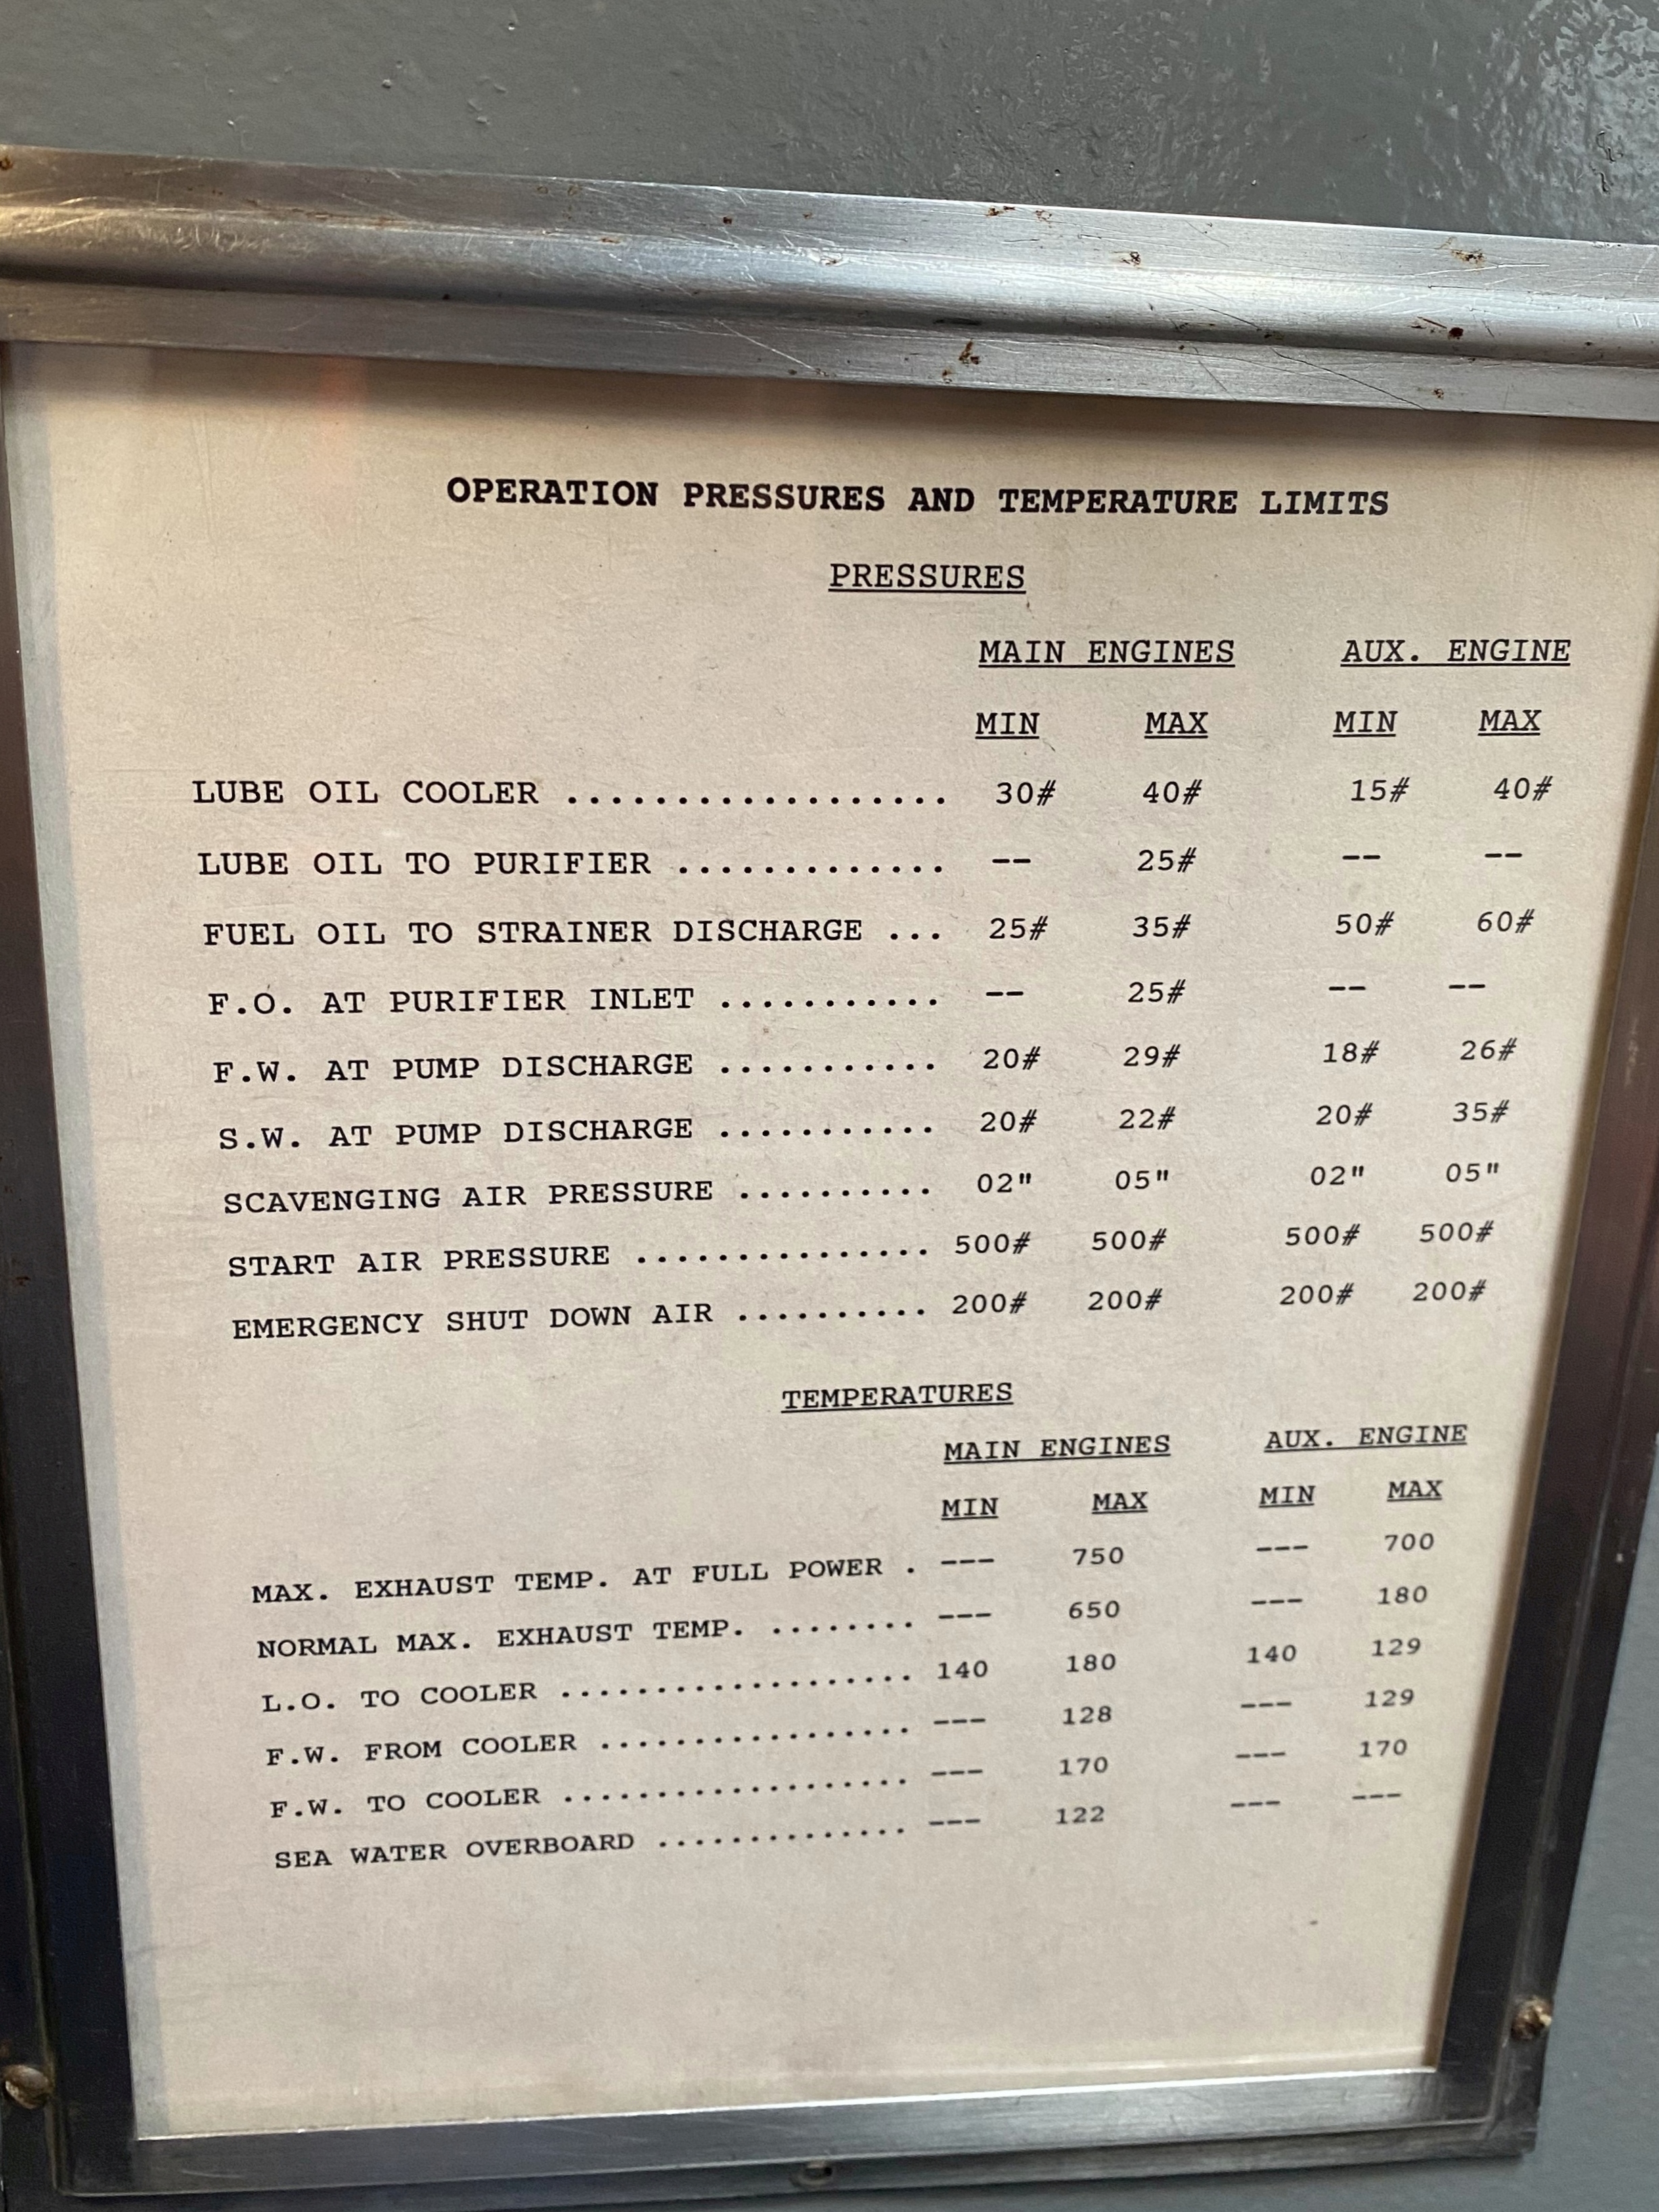 OPERATION PRESSURES AND TEMPERATURE LIMITS
PRESSURES
MAIN ENGINES AUX. ENGINE
MIN MAX MIN MAX
LUBE OIL COOLER .................. 30# 40# 15# 40#
LUBE OIL TO PURIFIER ............. -- 25# -- --
FUEL OIL TO STRAINER DISCHARGE ... 25# 35# 50# 60#
F.O. AT PURIFIER INLET ........... -- 25# -- --
F.W. AT PUMP DISCHARGE ........... 20# 29# 18# 26#
S.W. AT PUMP DISCHARGE ........... 20# 22# 20# 35#
SCAVENGING AIR PRESSURE .......... 02" 05" 02" 05"
START AIR PRESSURE ............... 500# 500# 500# 500#
EMERGENCY SHUT DOWN AIR .......... 200# 200# 200# 200#
TEMPERATURES
MAIN ENGINES AUX. ENGINE
MIN MAX MIN MAX
MAX. EXHAUST TEMP. AT FULL POWER . --- 750 --- 700
NORMAL MAX. EXHAUST TEMP. ........ --- 650 --- 180
L.O. TO COOLER ................... 140 180 140 129
F.W. FROM COOLER ................. --- 128 --- 129
F.W. TO COOLER ................... --- 170 --- 170
SEA WATER OVERBOARD .............. --- 122 --- ---